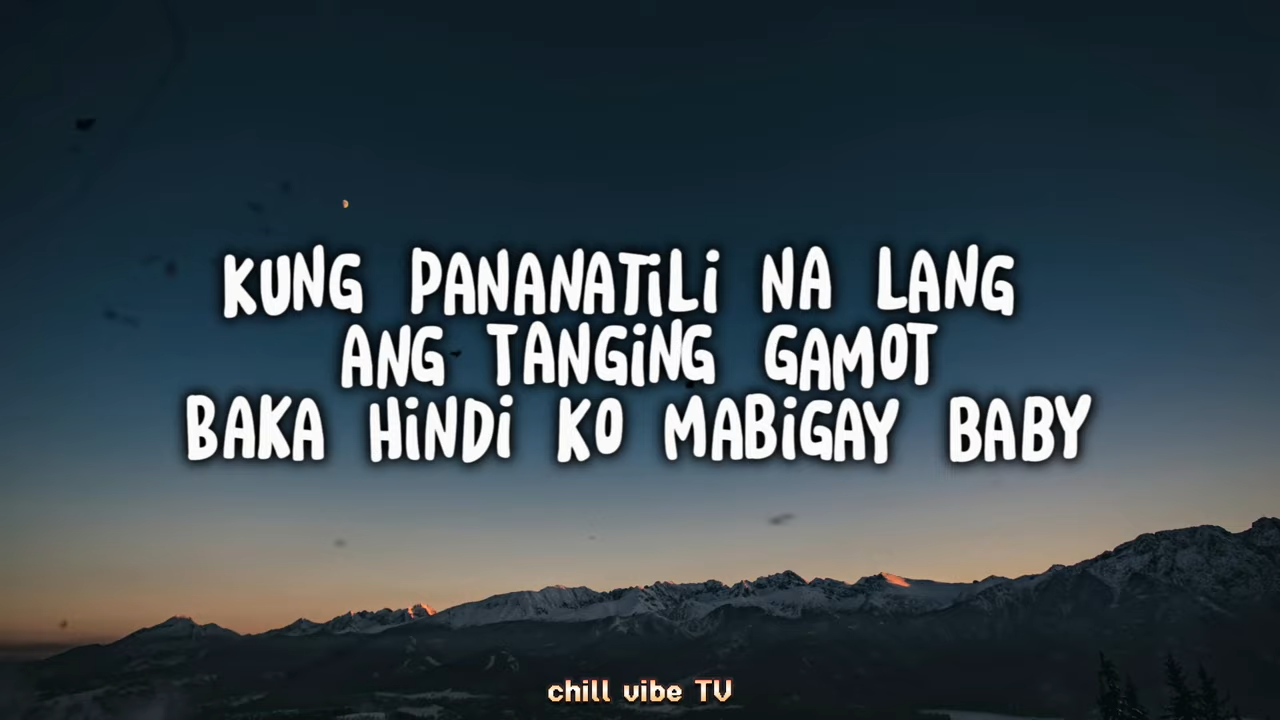 KUNG PANANATILI NA LANG
ANG TANGING GAMOT
BAKA HINDI KO MABIGAY BABY
chill vibe TV